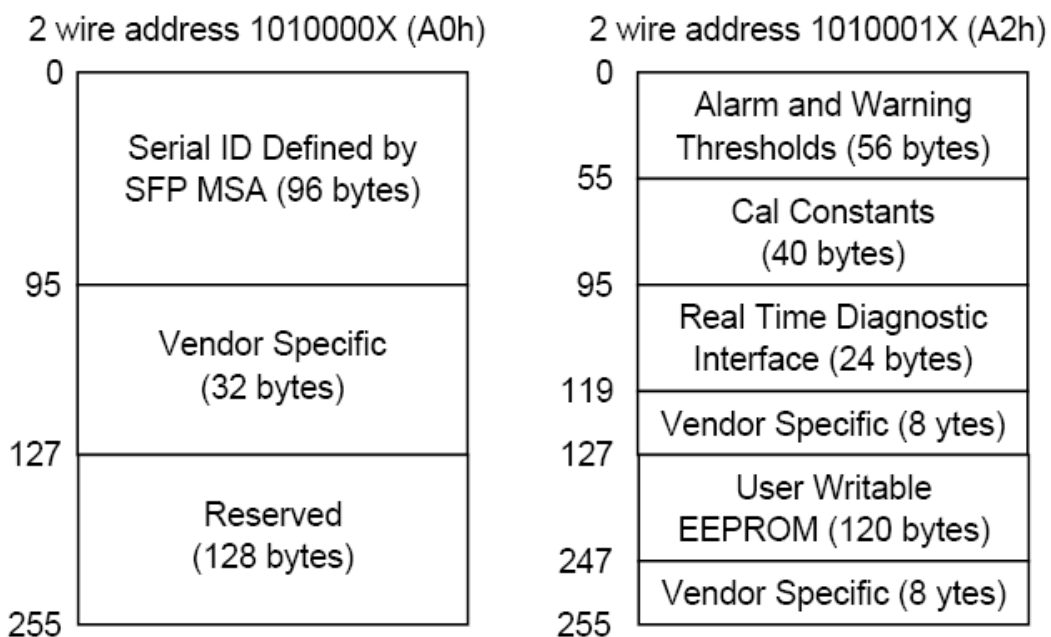 2 wire address 1010000X (A0h)
0
Serial ID Defined by
SFP MSA (96 bytes)
95
Vendor Specific
(32 bytes)
127
Reserved
(128 bytes)
255
2 wire address 1010001X (A2h)
0
Alarm and Warning
Thresholds (56 bytes)
55
Cal Constants
(40 bytes)
95
Real Time Diagnostic
Interface (24 bytes)
119
Vendor Specific (8 ytes)
127
User Writable
EEPROM (120 bytes)
247
Vendor Specific (8 ytes)
255